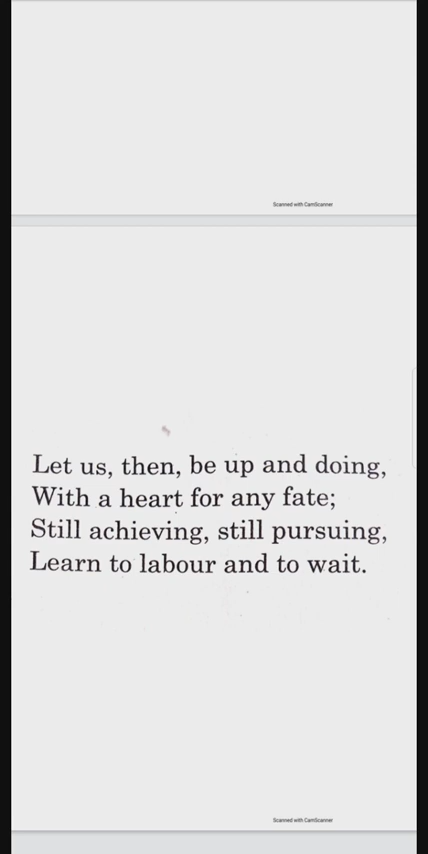 Scanned with CamScanner
Let us, then, be up and doing,
With a heart for any fate;
Still achieving, still pursuing,
Learn to labour and to wait.
Scanned with CamScanner